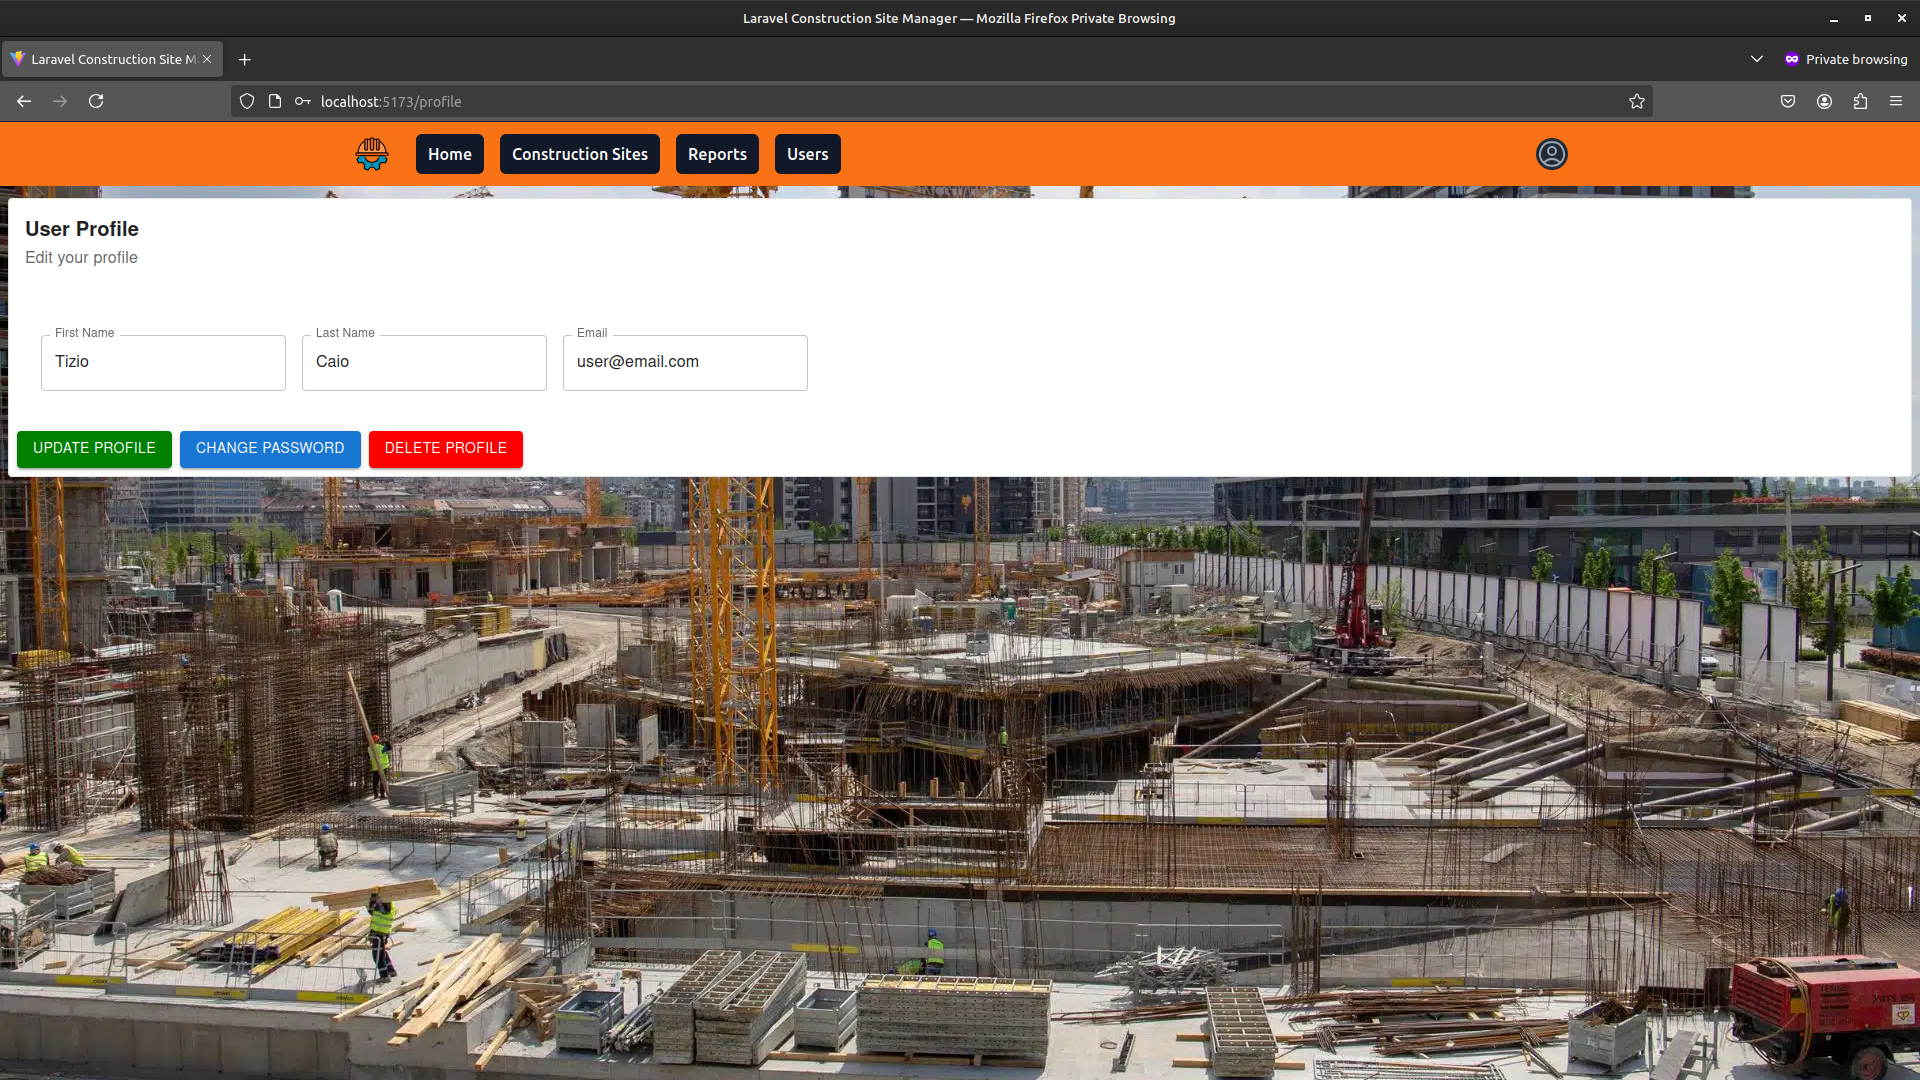 Laravel Construction Site Manager — Mozilla Firefox Private Browsing
Laravel Construction Site M
Private browsing
localhost:5173/profile
Home
Construction Sites
Reports
Users
User Profile
Edit your profile
First Name
Last Name
Email
Tizio
Caio
user@email.com
UPDATE PROFILE
CHANGE PASSWORD
DELETE PROFILE